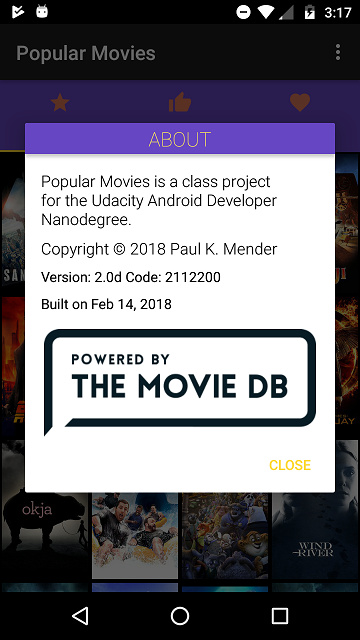 3:17
Popular Movies
ABOUT
Popular Movies is a class project
for the Udacity Android Developer
Nanodegree.
Copyright © 2018 Paul K. Mender
Version: 2.0d Code: 2112200
Built on Feb 14, 2018
POWERED BY
THE MOVIE DB
CLOSE
okja
WIND
RIVER